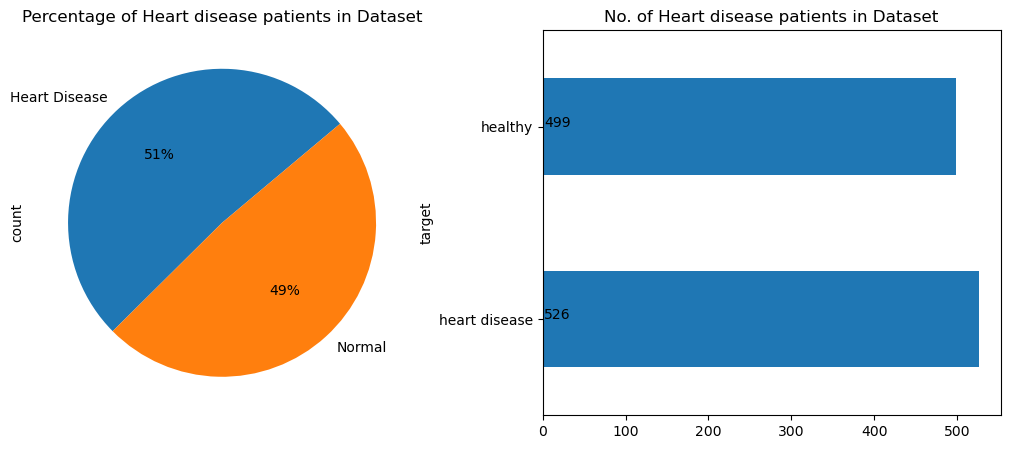 Percentage of Heart disease patients in Dataset
Heart Disease
51%
49%
Normal
count
No. of Heart disease patients in Dataset
target
healthy
499
heart disease
526
0 100 200 300 400 500